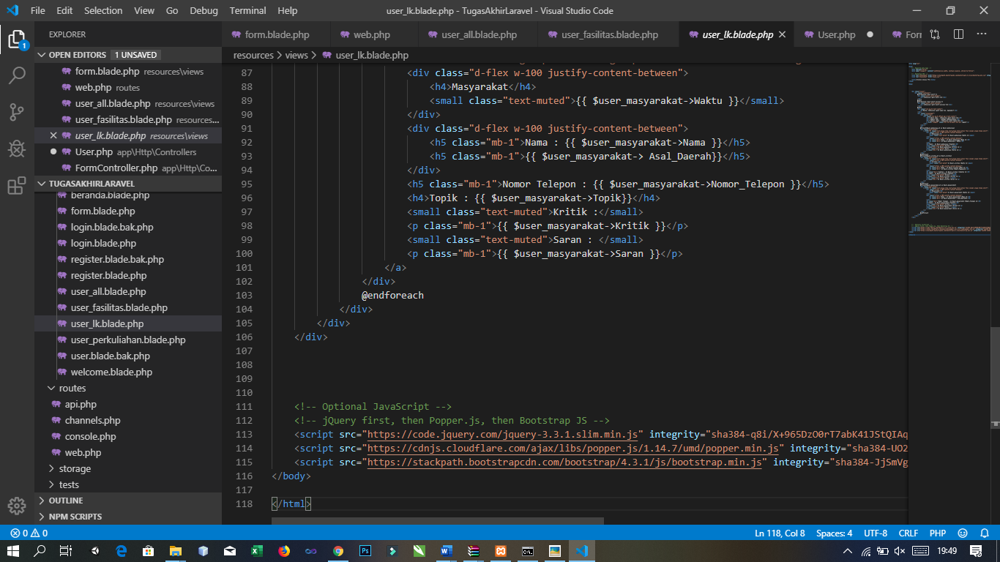 File Edit Selection View Go Debug Terminal Help
user_lk.blade.php - TugasAkhirLaravel - Visual Studio Code
EXPLORER
form.blade.php web.php user_all.blade.php user_fasilitas.blade.php user_lk.blade.php User.php Forr
resources > views > user_lk.blade.php
1
OPEN EDITORS 1 UNSAVED
form.blade.php resources\views
web.php routes
user_all.blade.php resources\views
user_fasilitas.blade.php resources...
user_lk.blade.php resources\views
User.php app\Http\Controllers
FormController.php app\Http\Co...
TUGASAKHIRLARAVEL
beranda.blade.php
form.blade.php
login.blade.bak.php
login.blade.php
register.blade.bak.php
register.blade.php
user_all.blade.php
user_fasilitas.blade.php
user_lk.blade.php
user_perkuliahan.blade.php
user.blade.bak.php
welcome.blade.php
routes
api.php
channels.php
console.php
web.php
storage
tests
OUTLINE
NPM SCRIPTS
87 <div class="d-flex w-100 justify-content-between">
88 <h4>Masyarakat</h4>
89 <small class="text-muted">{{ $user_masyarakat->Waktu }}</small>
90 </div>
91 <div class="d-flex w-100 justify-content-between">
92 <h5 class="mb-1">Nama : {{ $user_masyarakat->Nama }}</h5>
93 <h5 class="mb-1">{{ $user_masyarakat-> Asal_Daerah}}</h5>
94 </div>
95 <h5 class="mb-1">Nomor Telepon : {{ $user_masyarakat->Nomor_Telepon }}</h5>
96 <h4>Topik : {{ $user_masyarakat->Topik}}</h4>
97 <small class="text-muted">Kritik :</small>
98 <p class="mb-1">{{ $user_masyarakat->Kritik }}</p>
99 <small class="text-muted">Saran : </small>
100 <p class="mb-1">{{ $user_masyarakat->Saran }}</p>
101 </a>
102 </div>
103 @endforeach
104 </div>
105 </div>
106 </div>
107
108
109
110
111 <!-- Optional JavaScript -->
112 <!-- jQuery first, then Popper.js, then Bootstrap JS -->
113 <script src="https://code.jquery.com/jquery-3.3.1.slim.min.js" integrity="sha384-q8i/X+965DzO0rT7abK41JStQIAq
114 <script src="https://cdnjs.cloudflare.com/ajax/libs/popper.js/1.14.7/umd/popper.min.js" integrity="sha384-UO2
115 <script src="https://stackpath.bootstrapcdn.com/bootstrap/4.3.1/js/bootstrap.min.js" integrity="sha384-JjSmVg
116 </body>
117
118 </html>
0 0 Ln 118, Col 8 Spaces: 4 UTF-8 CRLF PHP
19:49